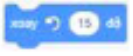 xoay ↺ 15 độ